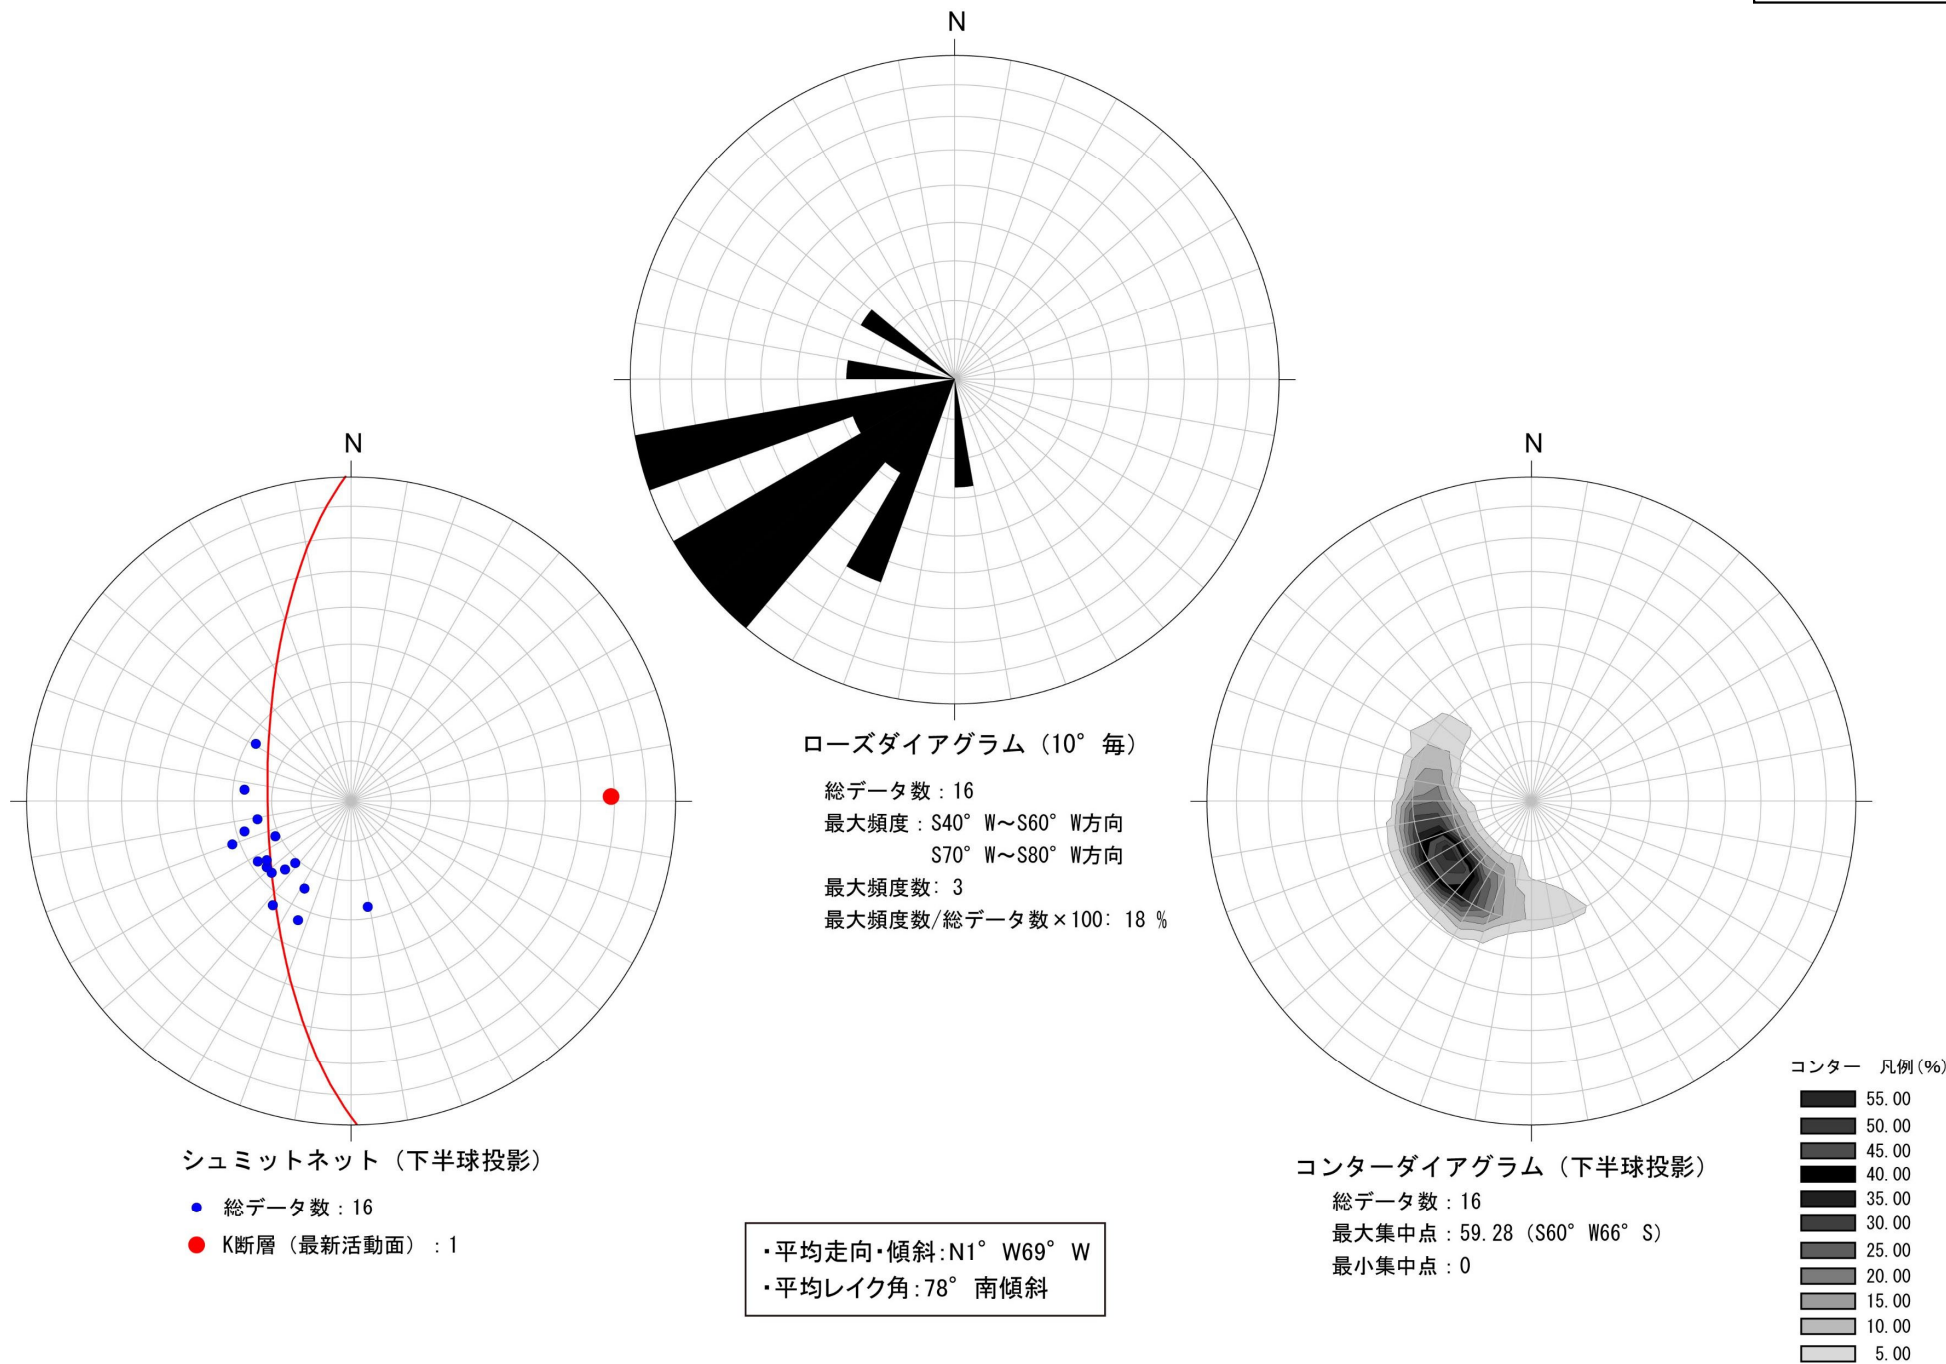 N
ローズダイアグラム（10°毎）
総データ数：16
最大頻度：S40°W～S60°W方向
S70°W～S80°W方向
最大頻度数：3
最大頻度数/総データ数×100：18 %
N
シュミットネット（下半球投影）
総データ数：16
K断層（最新活動面）：1
・平均走向・傾斜：N1°W69°W
・平均レイク角：78°南傾斜
N
コンターダイアグラム（下半球投影）
総データ数：16
最大集中点：59.28（S60°W66°S）
最小集中点：0
コンター 凡例(%)
55.00
50.00
45.00
40.00
35.00
30.00
25.00
20.00
15.00
10.00
5.00